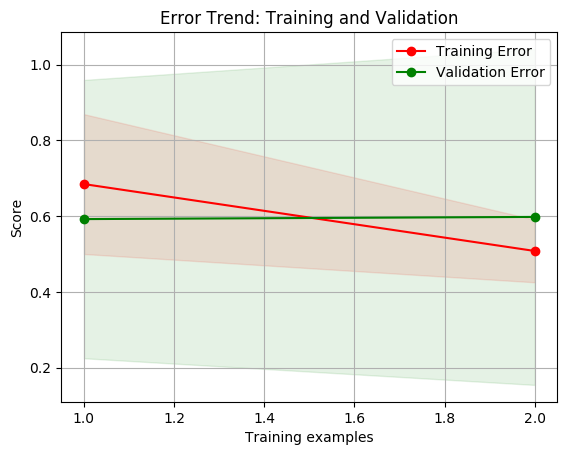 Error Trend: Training and Validation
Training Error
Validation Error
Score
1.0
0.8
0.6
0.4
0.2
1.0 1.2 1.4 1.6 1.8 2.0
Training examples